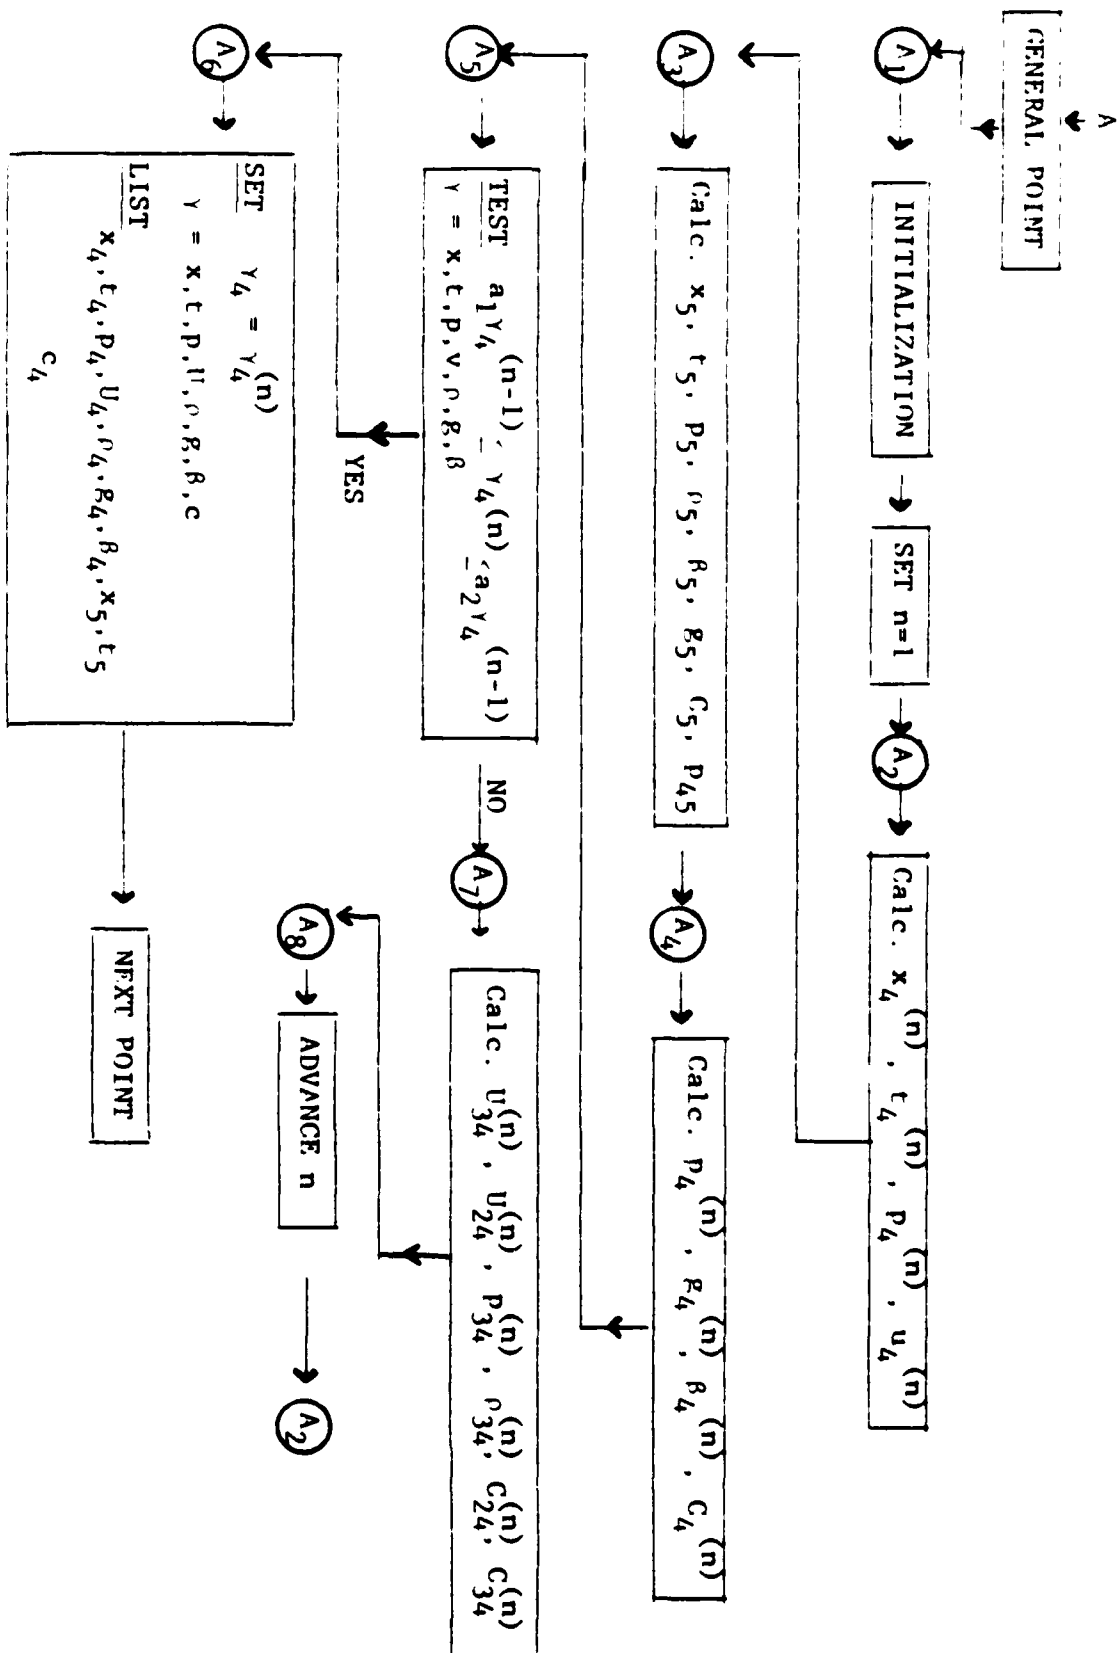 A
GENERAL POINT
A₁
INITIALIZATION
SET n=1
A₂
Calc. x₄⁽ⁿ⁾, t₄⁽ⁿ⁾, p₄⁽ⁿ⁾, u₄⁽ⁿ⁾
A₃
Calc. x₅, t₅, p₅, ρ₅, β₅, g₅, C₅, p₄₅
A₄
Calc. p₄⁽ⁿ⁾, g₄⁽ⁿ⁾, β₄⁽ⁿ⁾, C₄⁽ⁿ⁾
A₅
TEST a₁γ₄⁽ⁿ⁻¹⁾ ≤ γ₄⁽ⁿ⁾ ≤ a₂γ₄⁽ⁿ⁻¹⁾
γ = x,t,p,v,ρ,g,β
NO
A₇
Calc. U₃₄⁽ⁿ⁾, U₂₄⁽ⁿ⁾, p₃₄⁽ⁿ⁾, ρ₃₄⁽ⁿ⁾, C₂₄⁽ⁿ⁾, C₃₄⁽ⁿ⁾
YES
A₈
ADVANCE n
A₂
A₆
SET γ₄ = γ₄⁽ⁿ⁾
γ = x,t,p,U,ρ,g,β,c
LIST
x₄,t₄,p₄,U₄,ρ₄,g₄,β₄,x₅,t₅
c₄
NEXT POINT